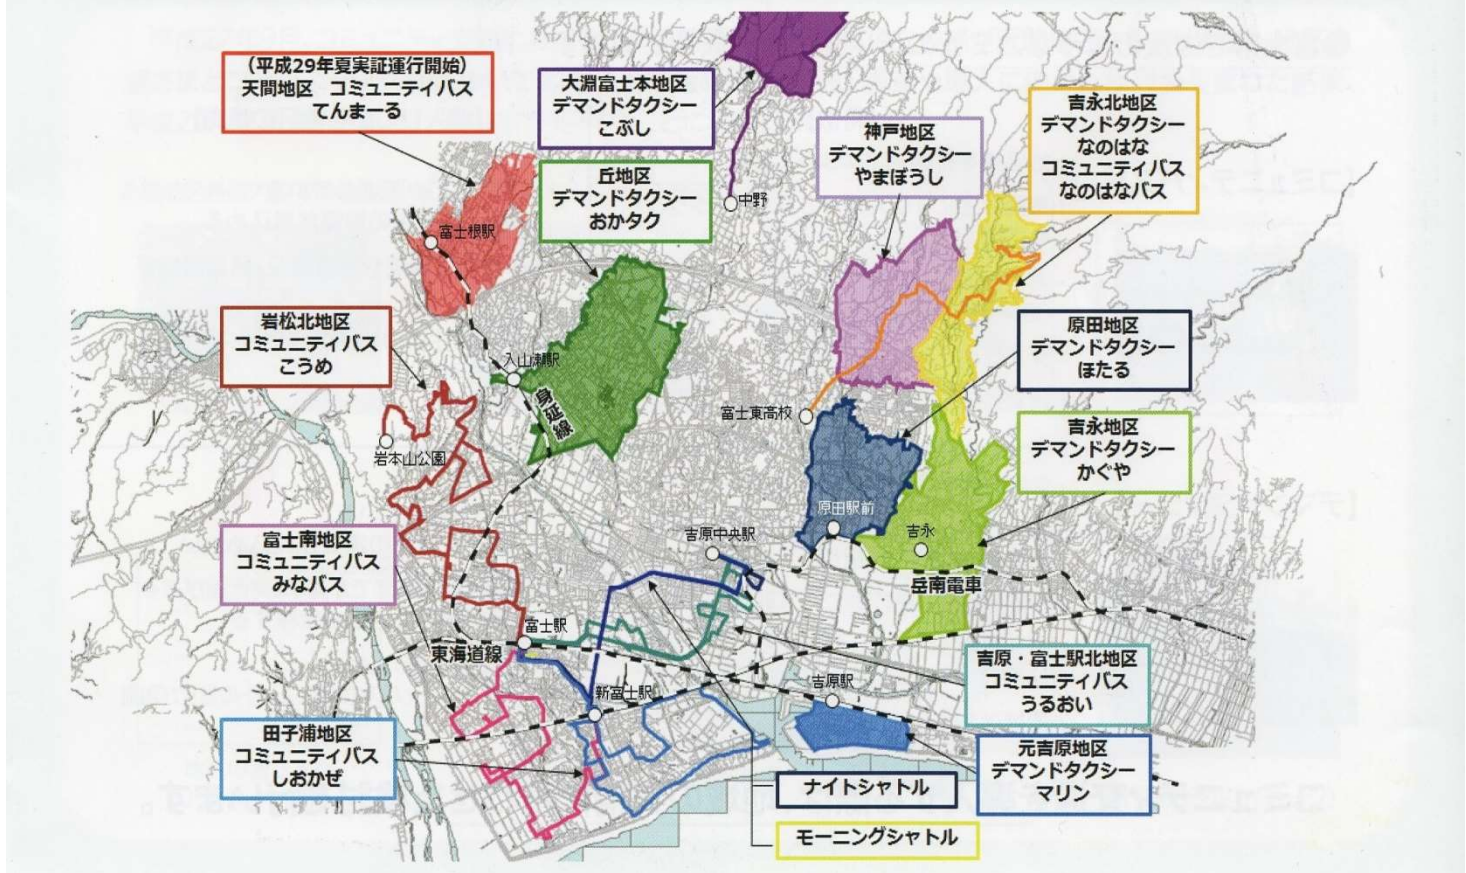 (平成29年夏実証運行開始)
天間地区 コミュニティバス
てんまーる
大淵富士本地区
デマンドタクシー
こぶし
丘地区
デマンドタクシー
おかタク
神戸地区
デマンドタクシー
やまぼうし
吉永北地区
デマンドタクシー
なのはな
コミュニティバス
なのはなバス
中野
富士根駅
岩松北地区
コミュニティバス
こうめ
入山瀬駅
身延線
原田地区
デマンドタクシー
ほたる
富士東高校
岩本山公園
吉永地区
デマンドタクシー
かぐや
原田駅前
吉永
吉原中央駅
岳南電車
富士南地区
コミュニティバス
みなバス
富士駅
東海道線
吉原・富士駅北地区
コミュニティバス
うるおい
新富士駅
吉原駅
田子浦地区
コミュニティバス
しおかぜ
元吉原地区
デマンドタクシー
マリン
ナイトシャトル
モーニングシャトル